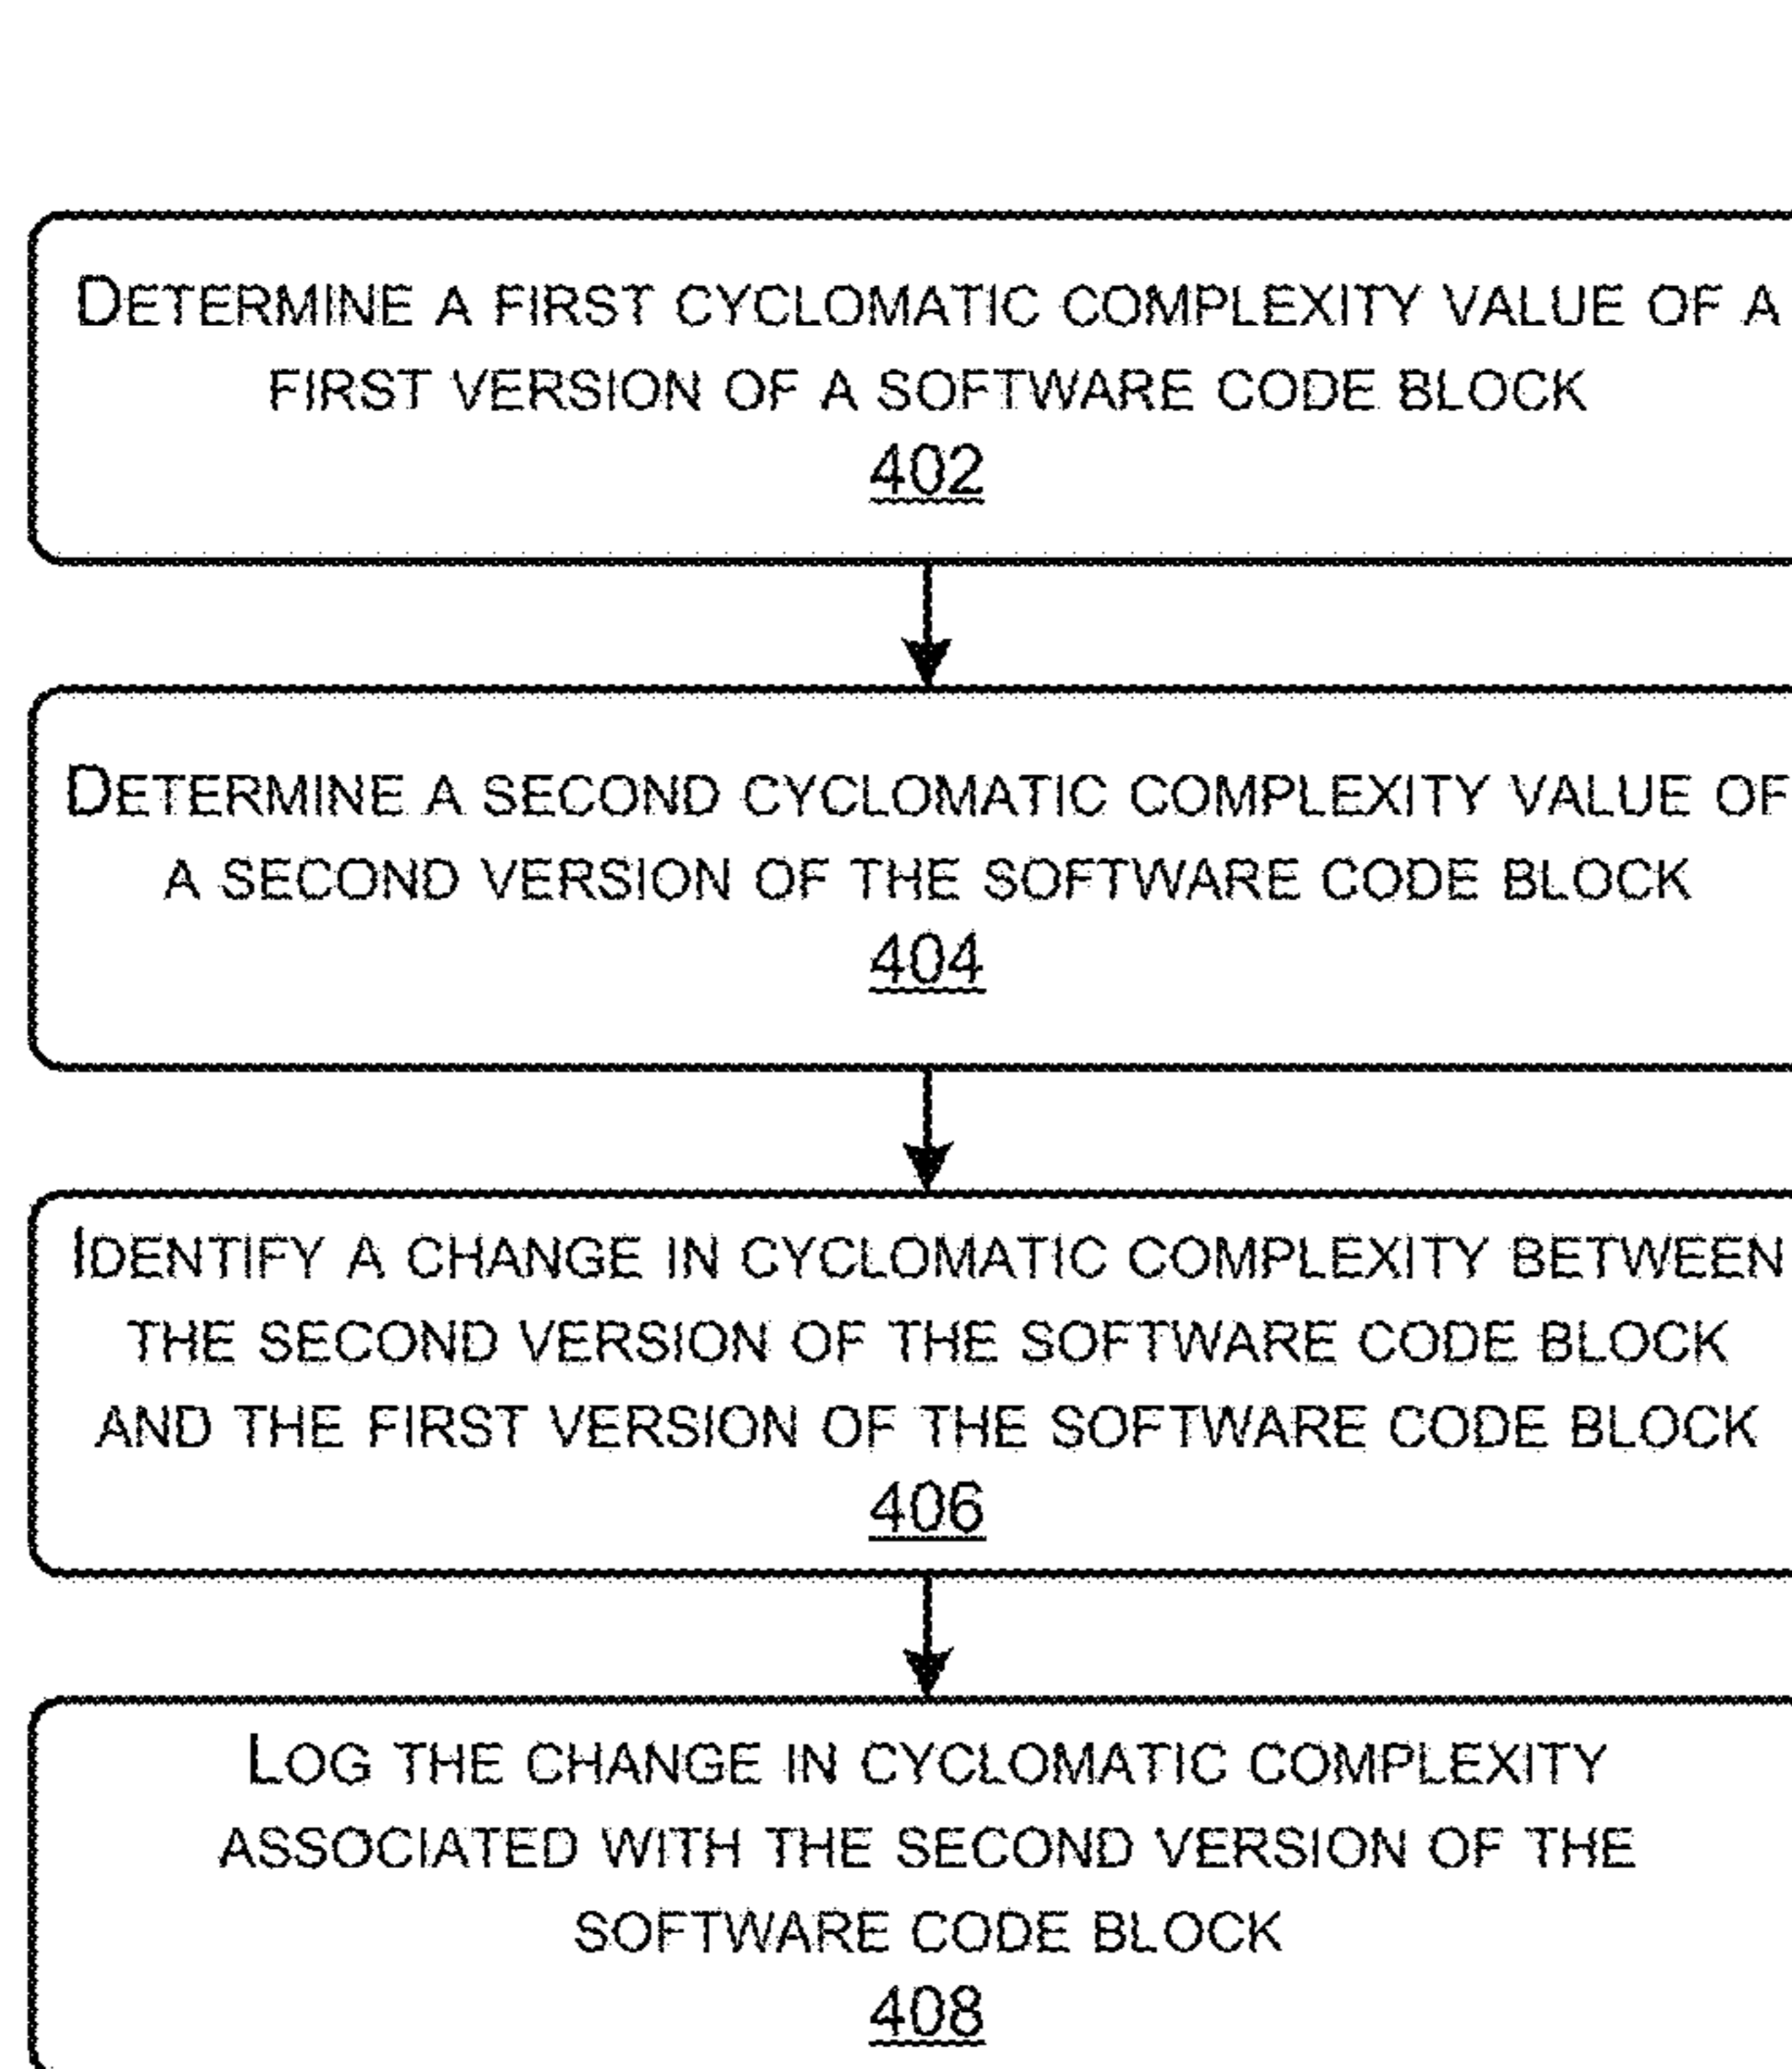 DETERMINE A FIRST CYCLOMATIC COMPLEXITY VALUE OF A
FIRST VERSION OF A SOFTWARE CODE BLOCK
402
DETERMINE A SECOND CYCLOMATIC COMPLEXITY VALUE OF
A SECOND VERSION OF THE SOFTWARE CODE BLOCK
404
IDENTIFY A CHANGE IN CYCLOMATIC COMPLEXITY BETWEEN
THE SECOND VERSION OF THE SOFTWARE CODE BLOCK
AND THE FIRST VERSION OF THE SOFTWARE CODE BLOCK
406
LOG THE CHANGE IN CYCLOMATIC COMPLEXITY
ASSOCIATED WITH THE SECOND VERSION OF THE
SOFTWARE CODE BLOCK
408